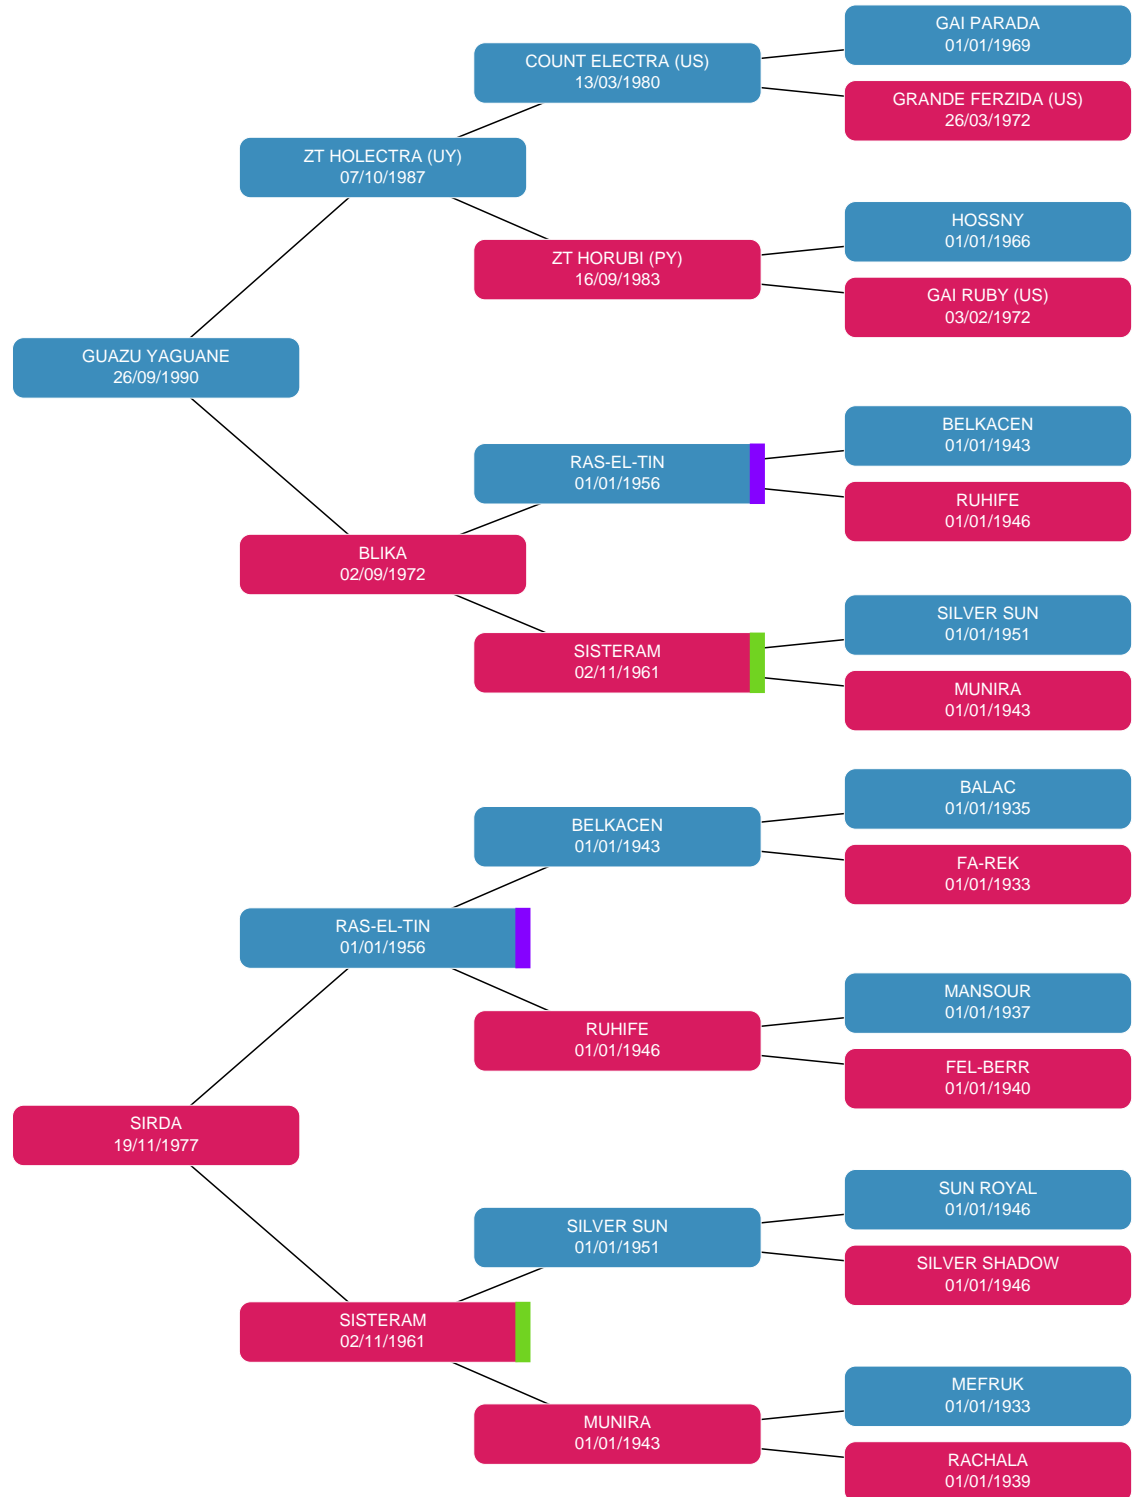 GAI PARADA
01/01/1969
COUNT ELECTRA (US)
13/03/1980
GRANDE FERZIDA (US)
26/03/1972
ZT HOLECTRA (UY)
07/10/1987
HOSSNY
01/01/1966
ZT HORUBI (PY)
16/09/1983
GAI RUBY (US)
03/02/1972
GUAZU YAGUANE
26/09/1990
BELKACEN
01/01/1943
RAS-EL-TIN
01/01/1956
RUHIFE
01/01/1946
BLIKA
02/09/1972
SILVER SUN
01/01/1951
SISTERAM
02/11/1961
MUNIRA
01/01/1943
BALAC
01/01/1935
BELKACEN
01/01/1943
FA-REK
01/01/1933
RAS-EL-TIN
01/01/1956
MANSOUR
01/01/1937
RUHIFE
01/01/1946
FEL-BERR
01/01/1940
SIRDA
19/11/1977
SUN ROYAL
01/01/1946
SILVER SUN
01/01/1951
SILVER SHADOW
01/01/1946
SISTERAM
02/11/1961
MEFRUK
01/01/1933
MUNIRA
01/01/1943
RACHALA
01/01/1939